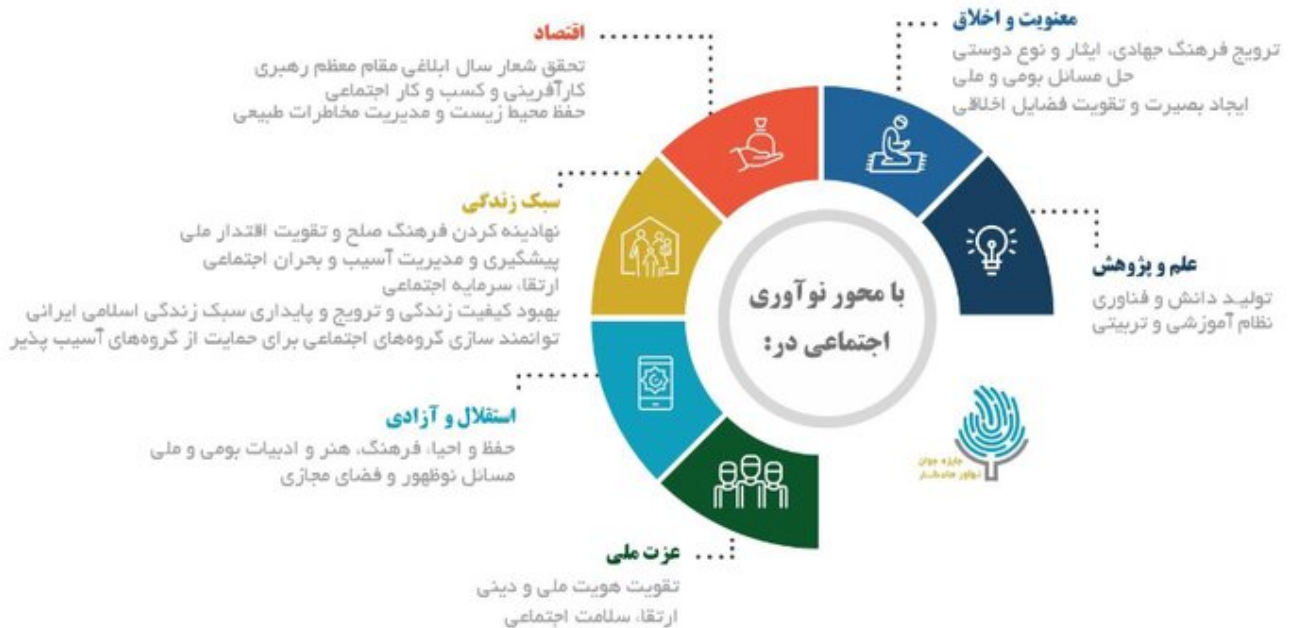 معنویت و اخلاق
ترویج فرهنگ جهادی، ایثار و نوع دوستی
حل مسائل بومی و ملی
ایجاد بصیرت و تقویت فضایل اخلاقی
اقتصاد
تحقق شعار سال ابلاغی مقام معظم رهبری
کارآفرینی و کسب و کار اجتماعی
حفظ محیط زیست و مدیریت مخاطرات طبیعی
علم و پژوهش
تولید دانش و فناوری
نظام آموزشی و تربیتی
سبک زندگی
نهادینه کردن فرهنگ صلح و تقویت اقتدار ملی
پیشگیری و مدیریت آسیب و بحران اجتماعی
ارتقاء سرمایه اجتماعی
بهبود کیفیت زندگی و ترویج و پایداری سبک زندگی اسلامی ایرانی
توانمند سازی گروه‌های اجتماعی برای حمایت از گروه‌های آسیب پذیر
با محور نوآوری
اجتماعی در:
استقلال و آزادی
حفظ و احیاء فرهنگ، هنر و ادبیات بومی و ملی
مسائل نوظهور و فضای مجازی
جایزه جوان
نوآور ماندگار
عزت ملی
تقویت هویت ملی و دینی
ارتقاء سلامت اجتماعی